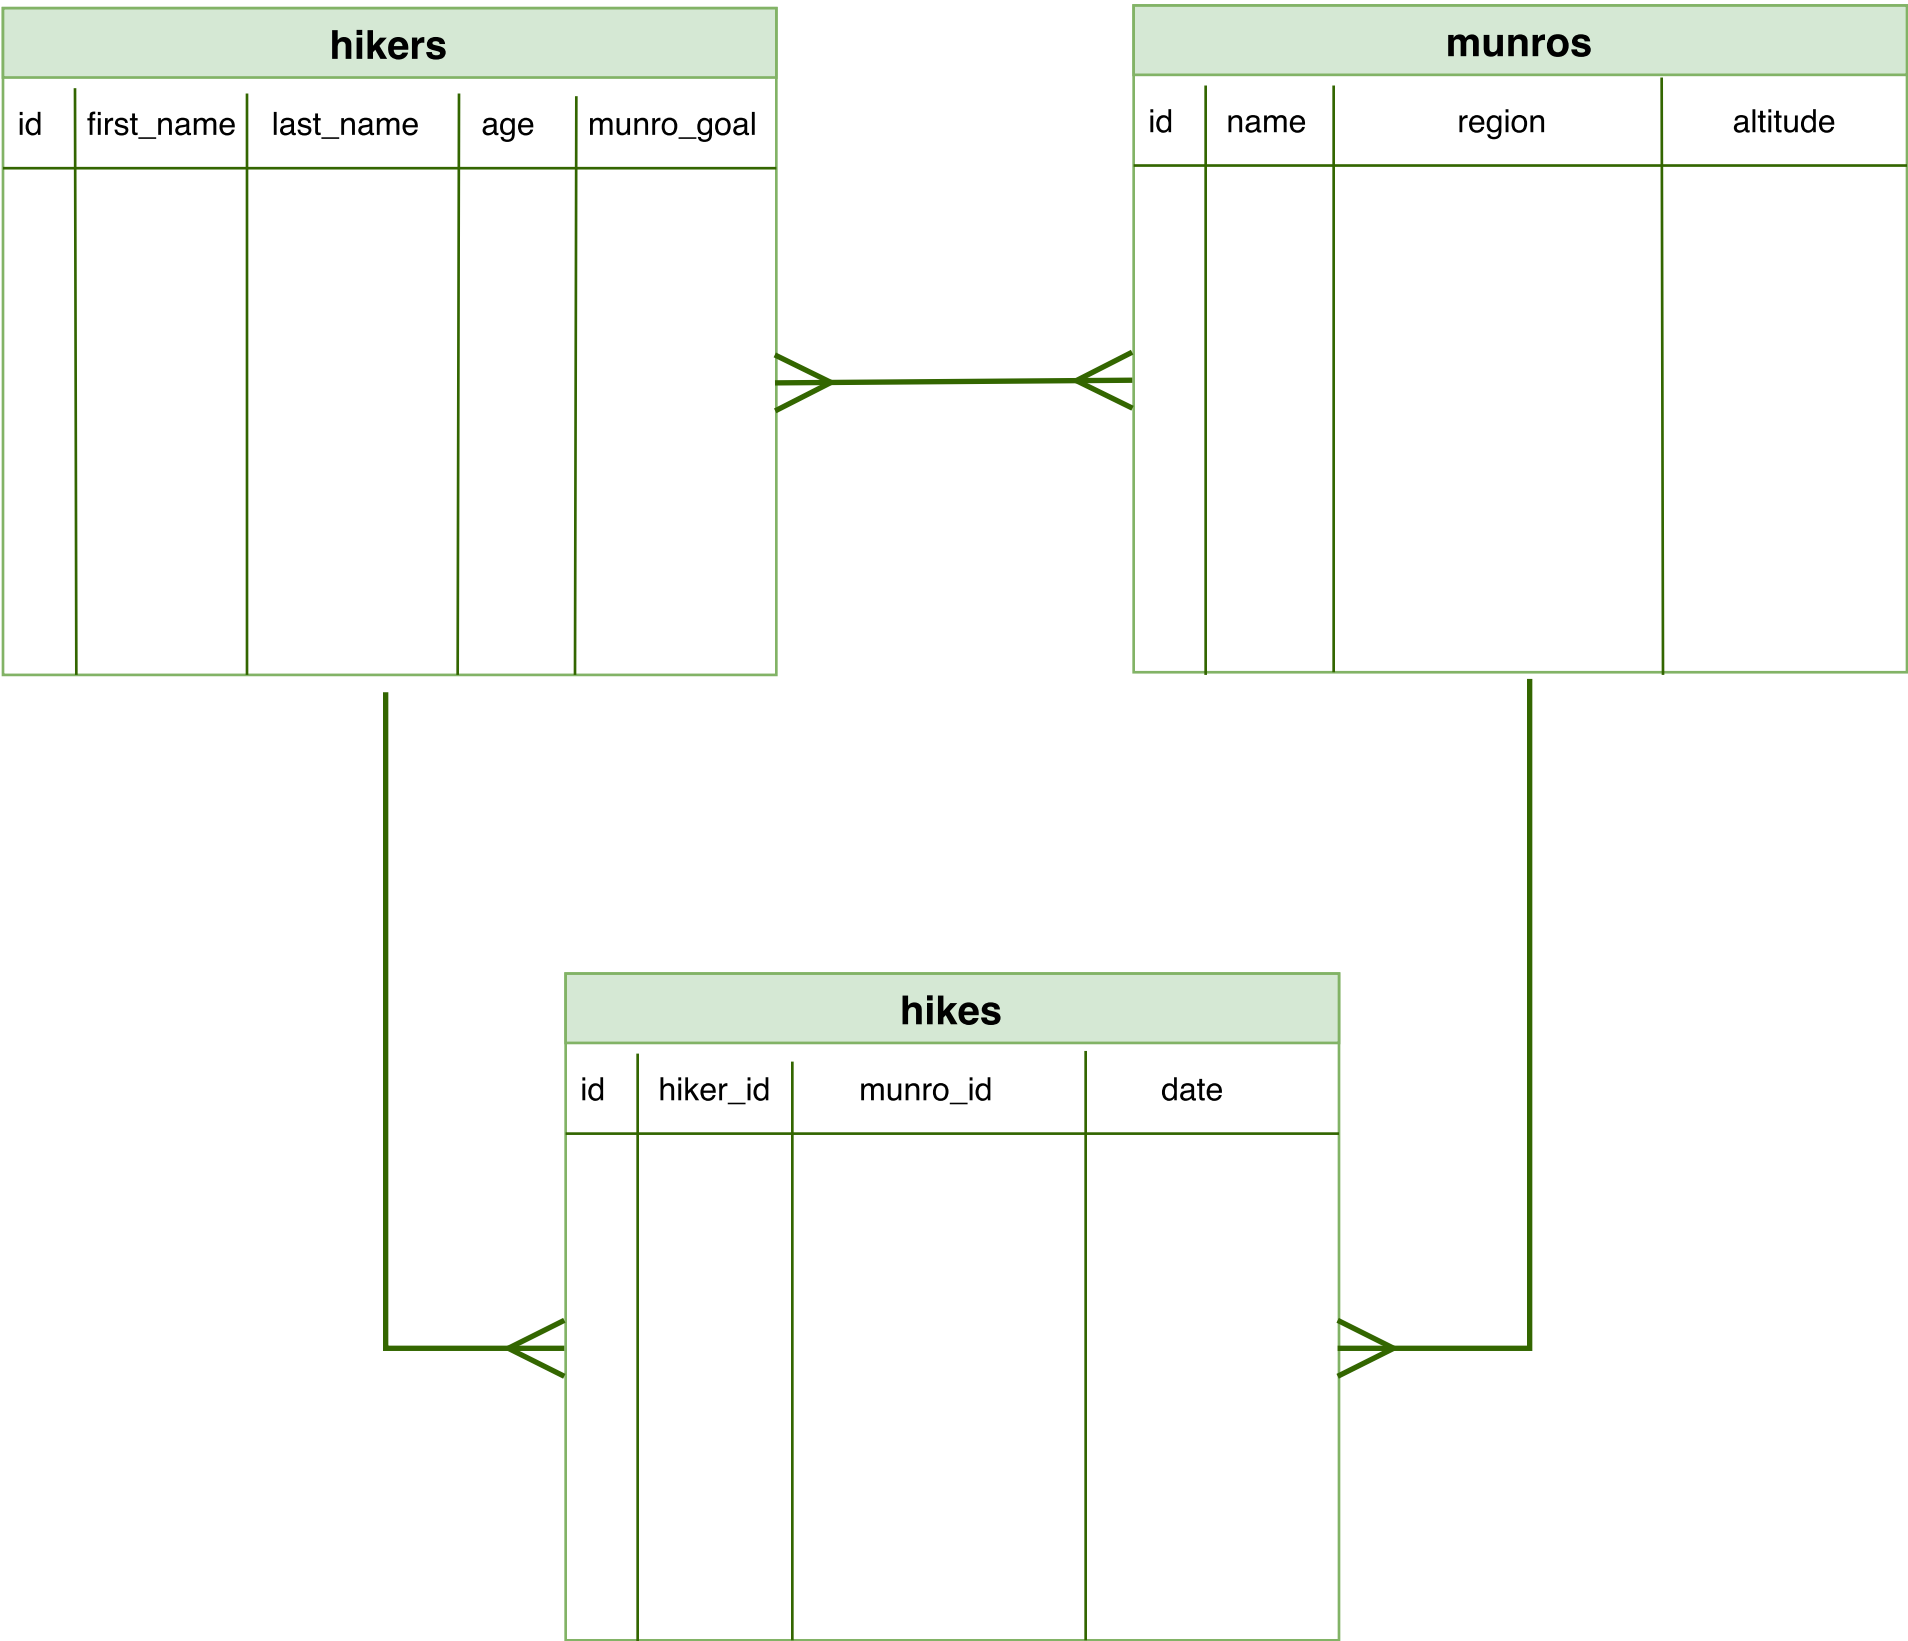 hikers
id first_name last_name age munro_goal
munros
id name region altitude
hikes
id hiker_id munro_id date